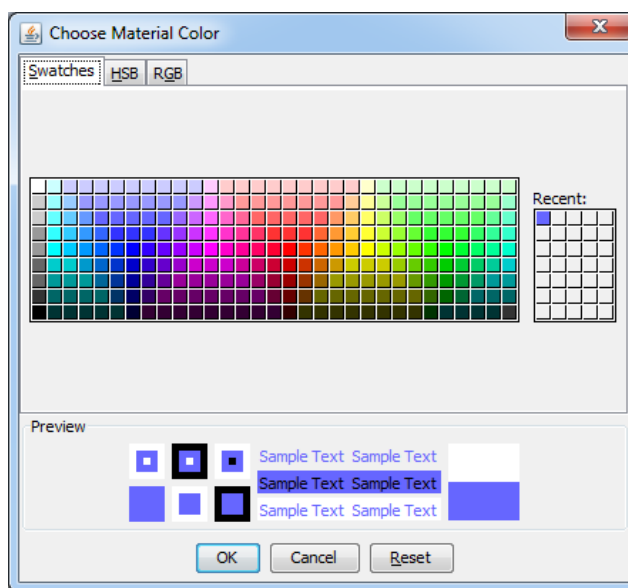 Choose Material Color
Swatches HSB RGB
Recent:
Preview
Sample Text Sample Text
Sample Text Sample Text
Sample Text Sample Text
OK Cancel Reset